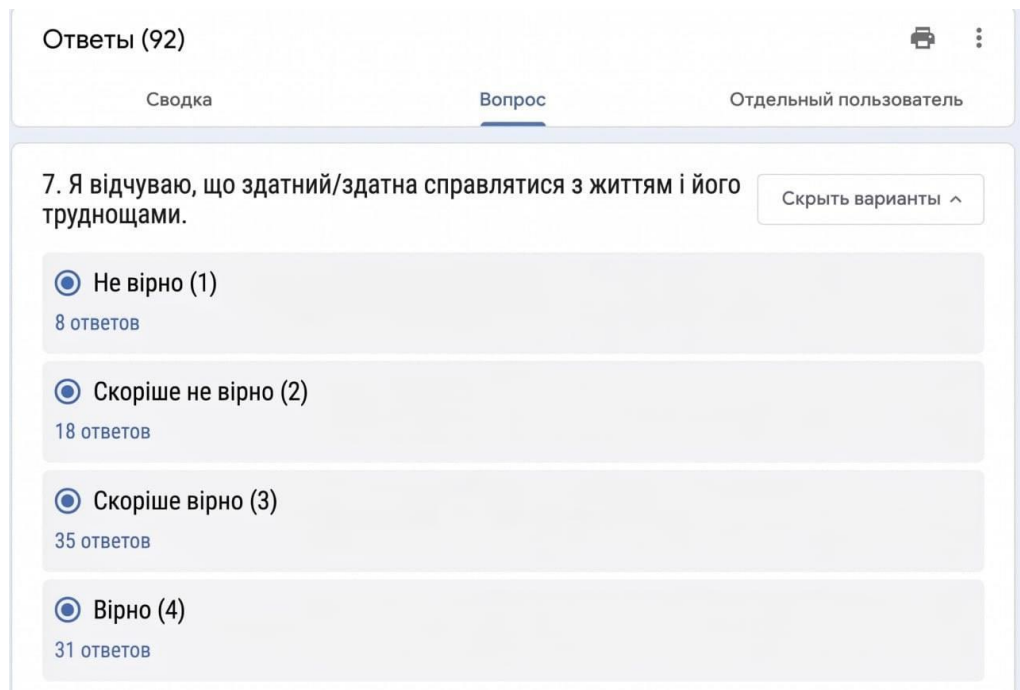 Ответы (92)
Сводка
Вопрос
Отдельный пользователь
7. Я відчуваю, що здатний/здатна справлятися з життям і його
труднощами.
Скрыть варианты
Не вірно (1)
8 ответов
Скоріше не вірно (2)
18 ответов
Скоріше вірно (3)
35 ответов
Вірно (4)
31 ответов